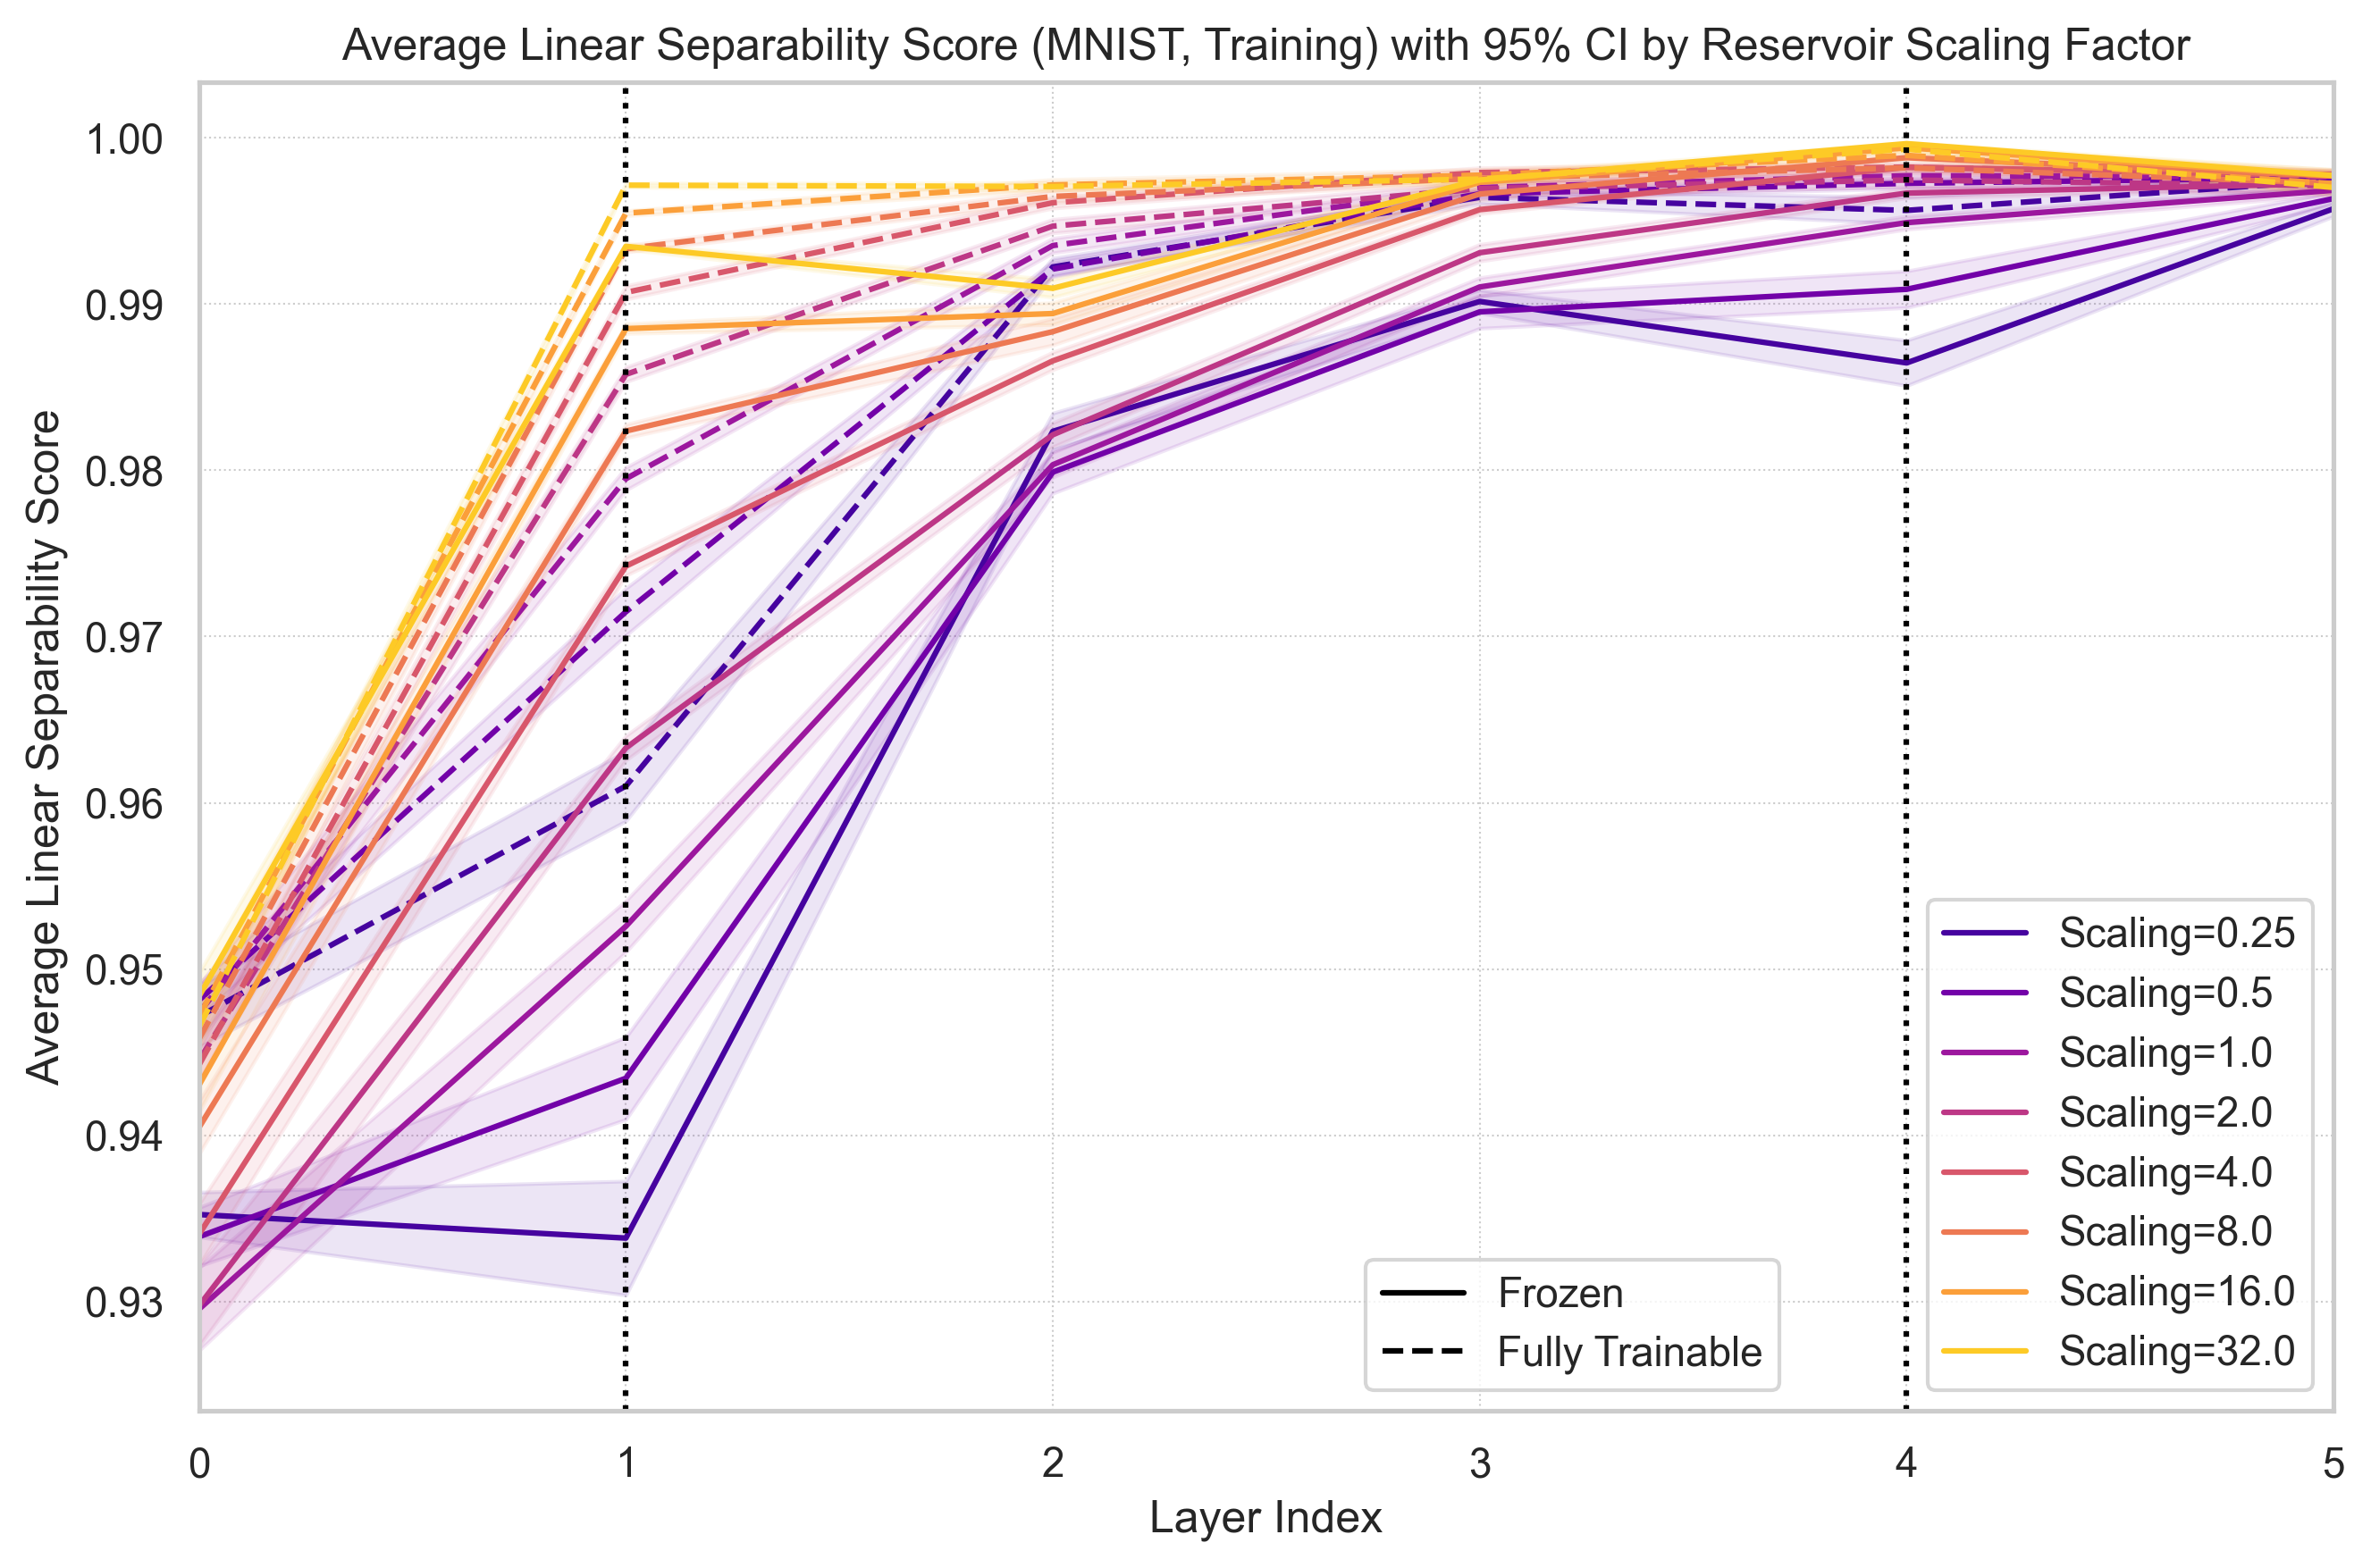 Average Linear Separability Score (MNIST, Training) with 95% CI by Reservoir Scaling Factor
Average Linear Separability Score
1.00
0.99
0.98
0.97
0.96
0.95
0.94
0.93
Scaling=0.25
Scaling=0.5
Scaling=1.0
Scaling=2.0
Scaling=4.0
Scaling=8.0
Scaling=16.0
Scaling=32.0
Frozen
Fully Trainable
0
1
2
3
4
5
Layer Index